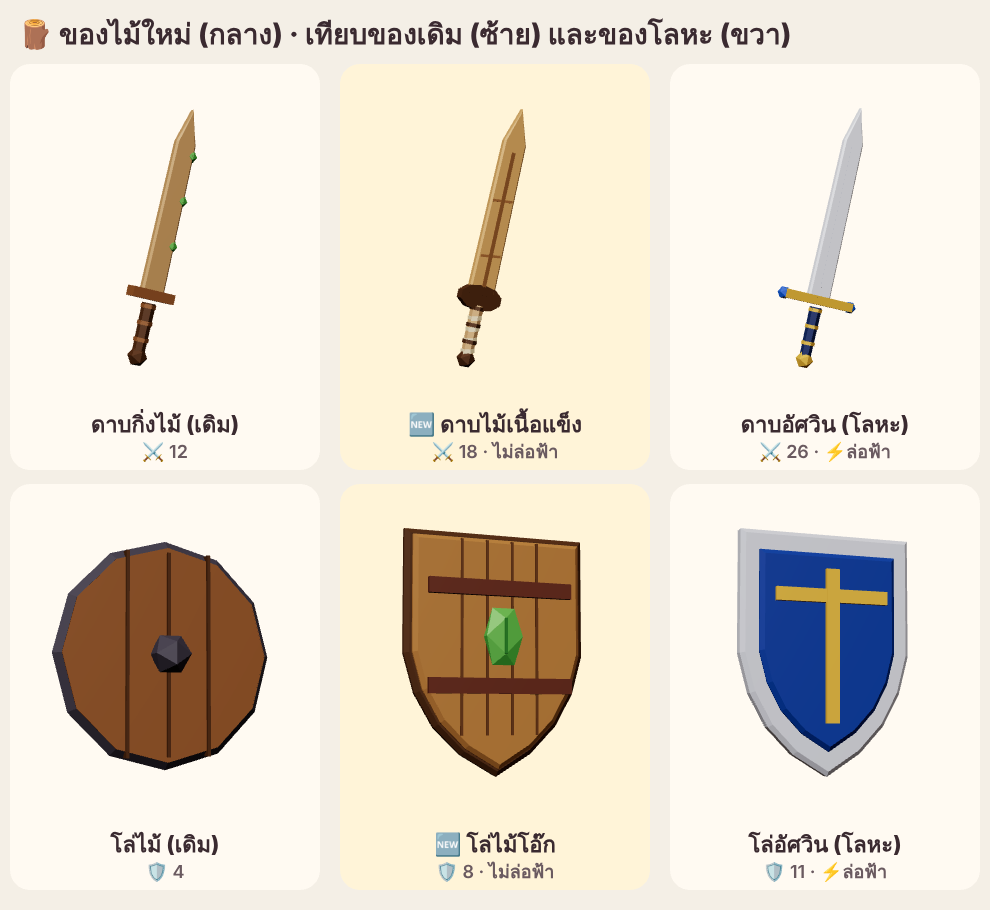 🪵 ของไม้ใหม่ (กลาง) · เทียบของเดิม (ซ้าย) และของโลหะ (ขวา)
ดาบกิ่งไม้ (เดิม)
⚔️ 12
🆕 ดาบไม้เนื้อแข็ง
⚔️ 18 · ไม่ล่อฟ้า
ดาบอัศวิน (โลหะ)
⚔️ 26 · ⚡ล่อฟ้า
โล่ไม้ (เดิม)
🛡️ 4
🆕 โล่ไม้โอ๊ก
🛡️ 8 · ไม่ล่อฟ้า
โล่อัศวิน (โลหะ)
🛡️ 11 · ⚡ล่อฟ้า